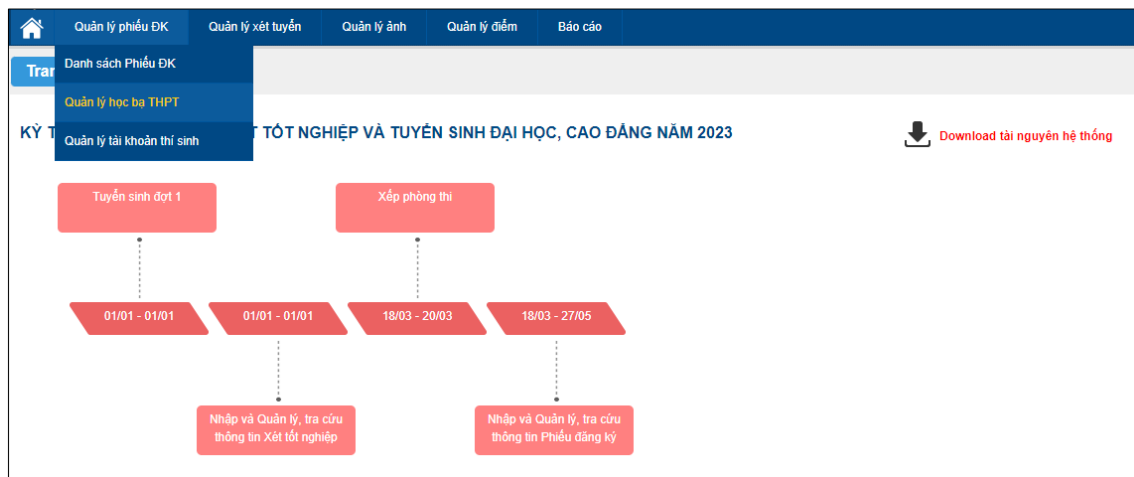 Quản lý phiếu ĐK Quản lý xét tuyển Quản lý ảnh Quản lý điểm Báo cáo
Danh sách Phiếu ĐK
Quản lý học bạ THPT
Quản lý tài khoản thí sinh
KỲ TỐT NGHIỆP VÀ TUYỂN SINH ĐẠI HỌC, CAO ĐẲNG NĂM 2023
Download tài nguyên hệ thống
Tuyển sinh đợt 1
Xếp phòng thi
01/01 - 01/01
01/01 - 01/01
18/03 - 20/03
18/03 - 27/05
Nhập và Quản lý, tra cứu
thông tin Xét tốt nghiệp
Nhập và Quản lý, tra cứu
thông tin Phiếu đăng ký